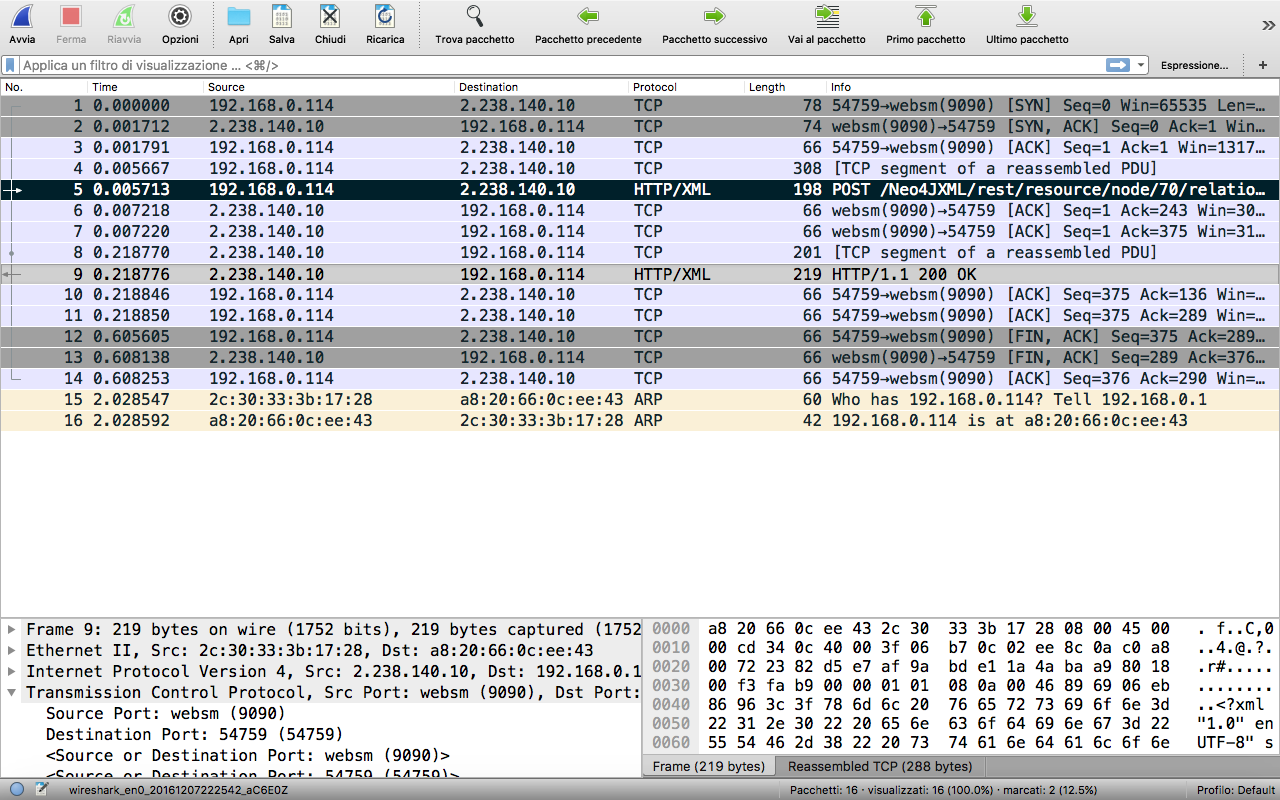 Avvia Ferma Riavvia Opzioni Apri Salva Chiudi Ricarica Trova pacchetto Pacchetto precedente Pacchetto successivo Vai al pacchetto Primo pacchetto Ultimo pacchetto
Applica un filtro di visualizzazione ... <⌘/> Espressione... +
No. Time Source Destination Protocol Length Info
1 0.000000 192.168.0.114 2.238.140.10 TCP 78 54759→websm(9090) [SYN] Seq=0 Win=65535 Len=…
2 0.001712 2.238.140.10 192.168.0.114 TCP 74 websm(9090)→54759 [SYN, ACK] Seq=0 Ack=1 Win…
3 0.001791 192.168.0.114 2.238.140.10 TCP 66 54759→websm(9090) [ACK] Seq=1 Ack=1 Win=1317…
4 0.005667 192.168.0.114 2.238.140.10 TCP 308 [TCP segment of a reassembled PDU]
5 0.005713 192.168.0.114 2.238.140.10 HTTP/XML 198 POST /Neo4JXML/rest/resource/node/70/relatio…
6 0.007218 2.238.140.10 192.168.0.114 TCP 66 websm(9090)→54759 [ACK] Seq=1 Ack=243 Win=30…
7 0.007220 2.238.140.10 192.168.0.114 TCP 66 websm(9090)→54759 [ACK] Seq=1 Ack=375 Win=31…
8 0.218770 2.238.140.10 192.168.0.114 TCP 201 [TCP segment of a reassembled PDU]
9 0.218776 2.238.140.10 192.168.0.114 HTTP/XML 219 HTTP/1.1 200 OK
10 0.218846 192.168.0.114 2.238.140.10 TCP 66 54759→websm(9090) [ACK] Seq=375 Ack=136 Win=…
11 0.218850 192.168.0.114 2.238.140.10 TCP 66 54759→websm(9090) [ACK] Seq=375 Ack=289 Win=…
12 0.605605 192.168.0.114 2.238.140.10 TCP 66 54759→websm(9090) [FIN, ACK] Seq=375 Ack=289…
13 0.608138 2.238.140.10 192.168.0.114 TCP 66 websm(9090)→54759 [FIN, ACK] Seq=289 Ack=376…
14 0.608253 192.168.0.114 2.238.140.10 TCP 66 54759→websm(9090) [ACK] Seq=376 Ack=290 Win=…
15 2.028547 2c:30:33:3b:17:28 a8:20:66:0c:ee:43 ARP 60 Who has 192.168.0.114? Tell 192.168.0.1
16 2.028592 a8:20:66:0c:ee:43 2c:30:33:3b:17:28 ARP 42 192.168.0.114 is at a8:20:66:0c:ee:43
Frame 9: 219 bytes on wire (1752 bits), 219 bytes captured (1752
Ethernet II, Src: 2c:30:33:3b:17:28, Dst: a8:20:66:0c:ee:43
Internet Protocol Version 4, Src: 2.238.140.10, Dst: 192.168.0.1
Transmission Control Protocol, Src Port: websm (9090), Dst Port:
Source Port: websm (9090)
Destination Port: 54759 (54759)
<Source or Destination Port: websm (9090)>
<Source or Destination Port: 54759 (54759)>
0000 a8 20 66 0c ee 43 2c 30 33 3b 17 28 08 00 45 00 . f..C,0
0010 00 cd 34 0c 40 00 3f 06 b7 0c 02 ee 8c 0a c0 a8 ..4.@.?.
0020 00 72 23 82 d5 e7 af 9a bd e1 1a 4a ba a9 80 18 .r#.....
0030 00 f3 fa b9 00 00 01 01 08 0a 00 46 89 69 06 eb ........
0040 86 96 3c 3f 78 6d 6c 20 76 65 72 73 69 6f 6e 3d ..<?xml
0050 22 31 2e 30 22 20 65 6e 63 6f 64 69 6e 67 3d 22 "1.0" en
0060 55 54 46 2d 38 22 20 73 74 61 6e 64 61 6c 6f 6e UTF-8" s
Frame (219 bytes) Reassembled TCP (288 bytes)
wireshark_en0_20161207222542_aC6E0Z Pacchetti: 16 · visualizzati: 16 (100.0%) · marcati: 2 (12.5%) Profilo: Default